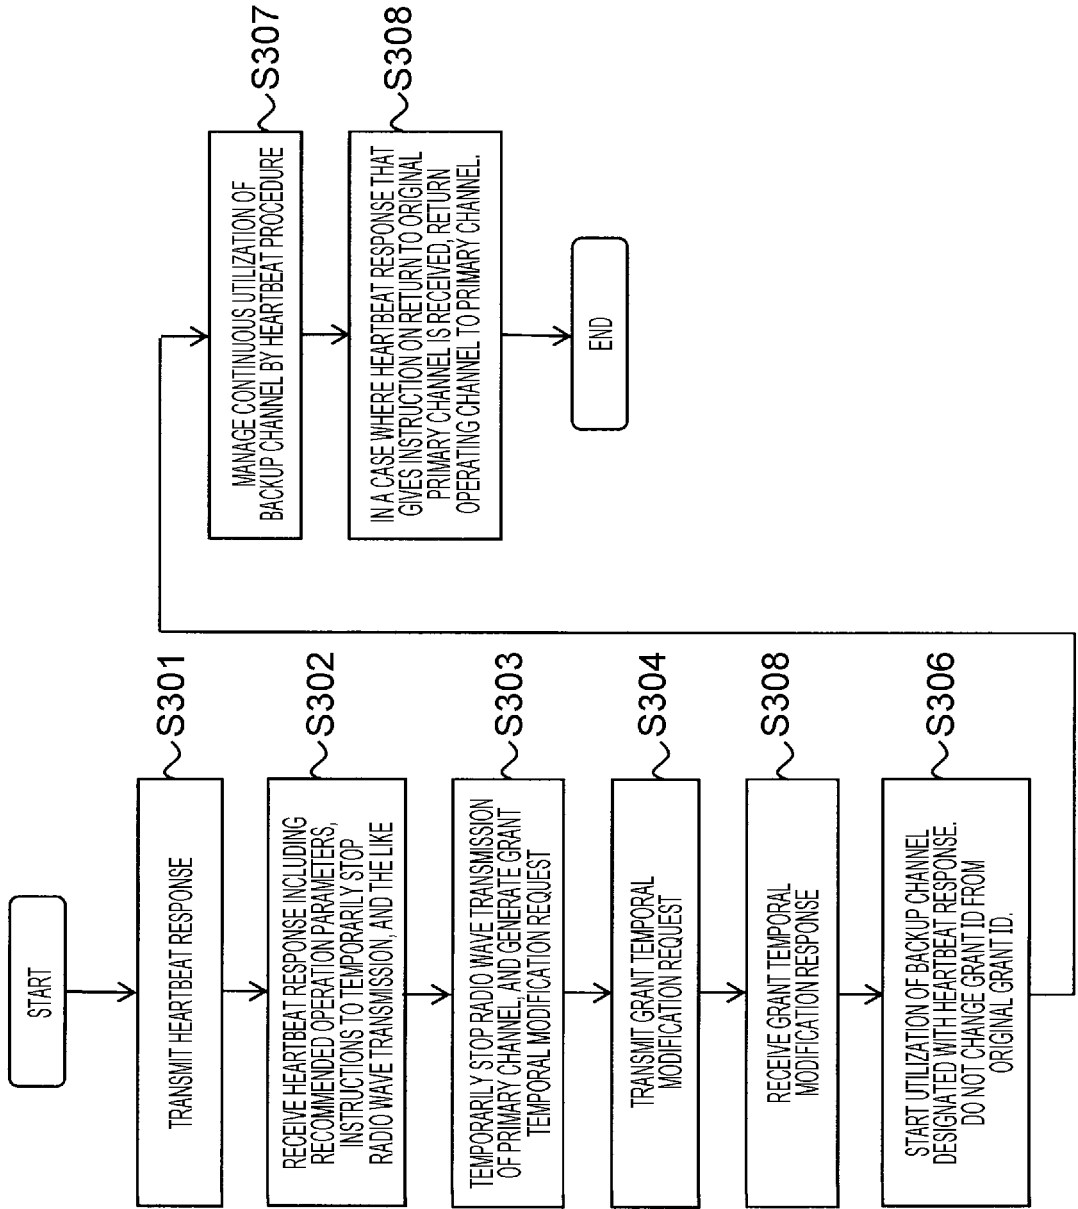 START
TRANSMIT HEARTBEAT RESPONSE
S301
RECEIVE HEARTBEAT RESPONSE INCLUDING
RECOMMENDED OPERATION PARAMETERS,
INSTRUCTIONS TO TEMPORARILY STOP
RADIO WAVE TRANSMISSION, AND THE LIKE
S302
TEMPORARILY STOP RADIO WAVE TRANSMISSION
OF PRIMARY CHANNEL, AND GENERATE GRANT
TEMPORAL MODIFICATION REQUEST
S303
TRANSMIT GRANT TEMPORAL
MODIFICATION REQUEST
S304
RECEIVE GRANT TEMPORAL
MODIFICATION RESPONSE
S308
START UTILIZATION OF BACKUP CHANNEL
DESIGNATED WITH HEARTBEAT RESPONSE.
DO NOT CHANGE GRANT ID FROM
ORIGINAL GRANT ID.
S306
MANAGE CONTINUOUS UTILIZATION OF
BACKUP CHANNEL BY HEARTBEAT PROCEDURE
S307
IN A CASE WHERE HEARTBEAT RESPONSE THAT
GIVES INSTRUCTION ON RETURN TO ORIGINAL
PRIMARY CHANNEL IS RECEIVED, RETURN
OPERATING CHANNEL TO PRIMARY CHANNEL.
S308
END